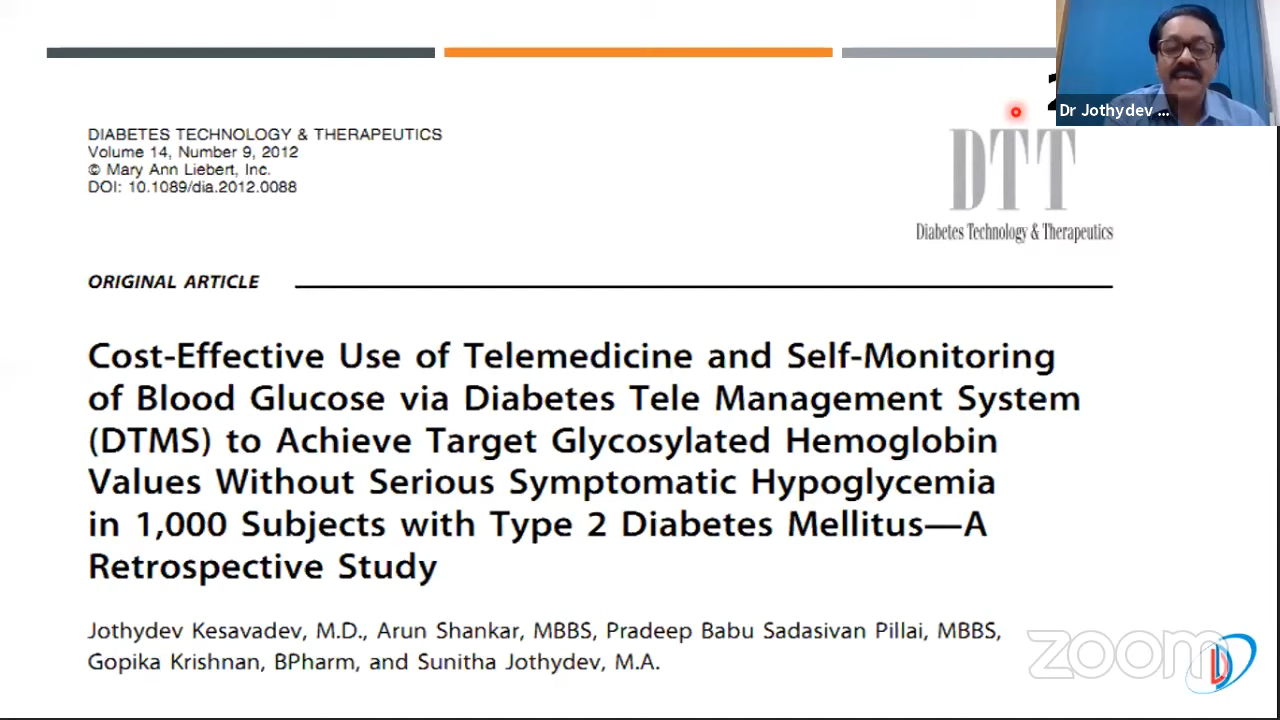 Dr Jothydev ...
DIABETES TECHNOLOGY & THERAPEUTICS
Volume 14, Number 9, 2012
© Mary Ann Liebert, Inc.
DOI: 10.1089/dia.2012.0088
DTT
Diabetes Technology & Therapeutics
ORIGINAL ARTICLE
Cost-Effective Use of Telemedicine and Self-Monitoring
of Blood Glucose via Diabetes Tele Management System
(DTMS) to Achieve Target Glycosylated Hemoglobin
Values Without Serious Symptomatic Hypoglycemia
in 1,000 Subjects with Type 2 Diabetes Mellitus—A
Retrospective Study
Jothydev Kesavadev, M.D., Arun Shankar, MBBS, Pradeep Babu Sadasivan Pillai, MBBS,
Gopika Krishnan, BPharm, and Sunitha Jothydev, M.A.
zoom